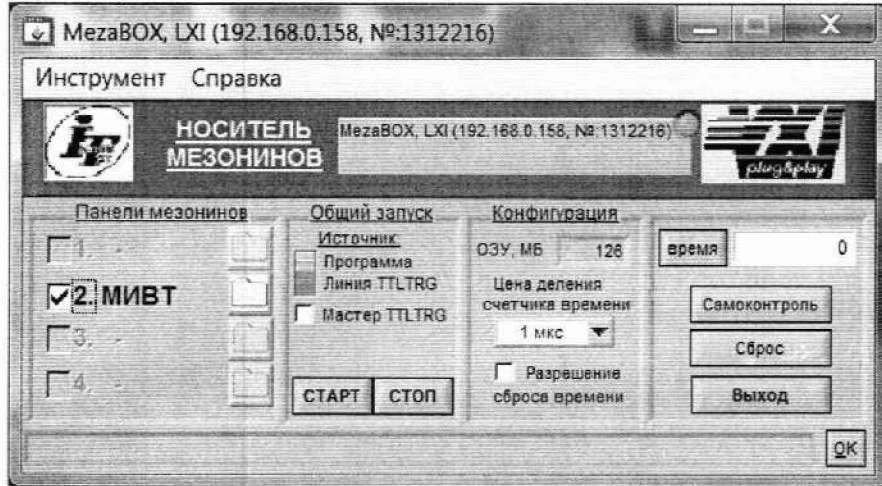 MezaBOX, LXI (192.168.0.158, №:1312216)
Инструмент Справка
НОСИТЕЛЬ МЕЗОНИНОВ
MezaBOX, LXI (192.168.0.158, №:1312216)
VXI
plug&play
Панели мезонинов
1. -
2. МИВТ
3. -
4. -
Общий запуск
Источник
Программа
Линия TTLTRG
Мастер TTLTRG
СТАРТ СТОП
Конфигурация
ОЗУ, МБ 126
Цена деления
счетчика времени
1 мкс
Разрешение
сброса времени
время 0
Самоконтроль
Сброс
Выход
OK